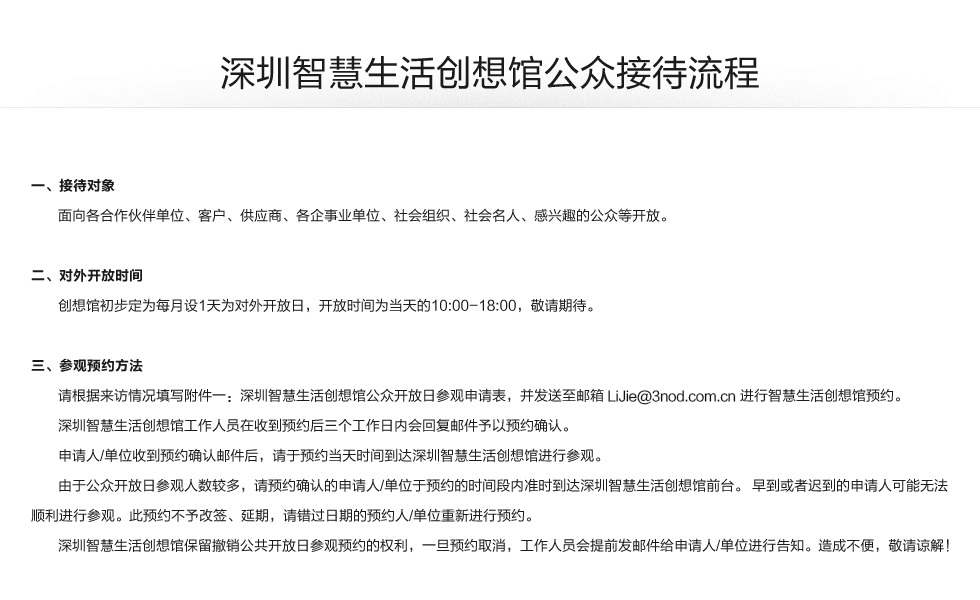 深圳智慧生活创想馆公众接待流程
一、接待对象
面向各合作伙伴单位、客户、供应商、各企事业单位、社会组织、社会名人、感兴趣的公众等开放。
二、对外开放时间
创想馆初步定为每月设1天为对外开放日，开放时间为当天的10:00-18:00，敬请期待。
三、参观预约方法
请根据来访情况填写附件一：深圳智慧生活创想馆公众开放日参观申请表，并发送至邮箱 LiJie@3nod.com.cn 进行智慧生活创想馆预约。
深圳智慧生活创想馆工作人员在收到预约后三个工作日内会回复邮件予以预约确认。
申请人/单位收到预约确认邮件后，请于预约当天时间到达深圳智慧生活创想馆进行参观。
由于公众开放日参观人数较多，请预约确认的申请人/单位于预约的时间段内准时到达深圳智慧生活创想馆前台。 早到或者迟到的申请人可能无法
顺利进行参观。此预约不予改签、延期，请错过日期的预约人/单位重新进行预约。
深圳智慧生活创想馆保留撤销公共开放日参观预约的权利，一旦预约取消，工作人员会提前发邮件给申请人/单位进行告知。造成不便，敬请谅解！